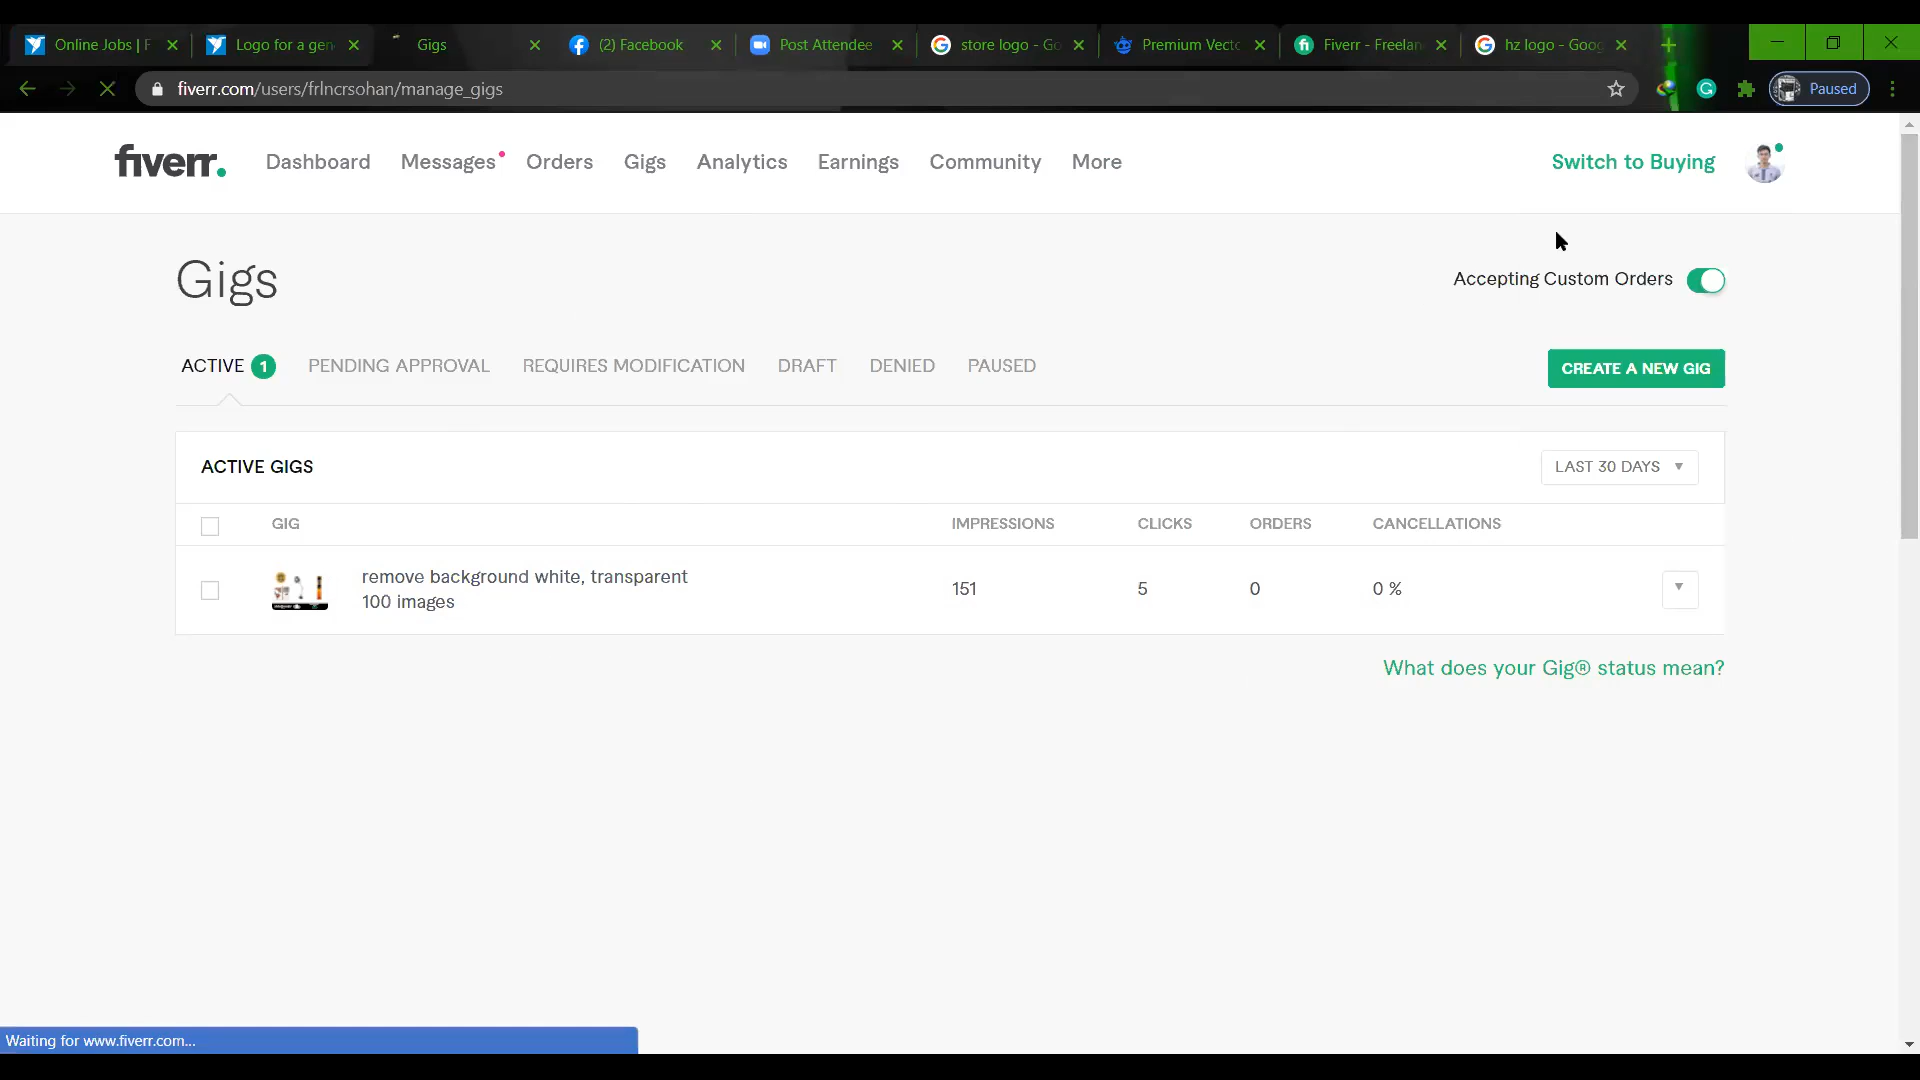 Online Jobs | F
Logo for a gen
Gigs
(2) Facebook
Post Attendee
store logo - Go
Premium Vecto
Fiverr - Freelan
hz logo - Goog
fiverr.com/users/frlncrsohan/manage_gigs
Paused
fiverr.
Dashboard
Messages
Orders
Gigs
Analytics
Earnings
Community
More
Switch to Buying
Gigs
Accepting Custom Orders
ACTIVE 1
PENDING APPROVAL
REQUIRES MODIFICATION
DRAFT
DENIED
PAUSED
CREATE A NEW GIG
ACTIVE GIGS
LAST 30 DAYS
GIG
IMPRESSIONS
CLICKS
ORDERS
CANCELLATIONS
remove background white, transparent
100 images
151
5
0
0 %
What does your Gig® status mean?
Waiting for www.fiverr.com...